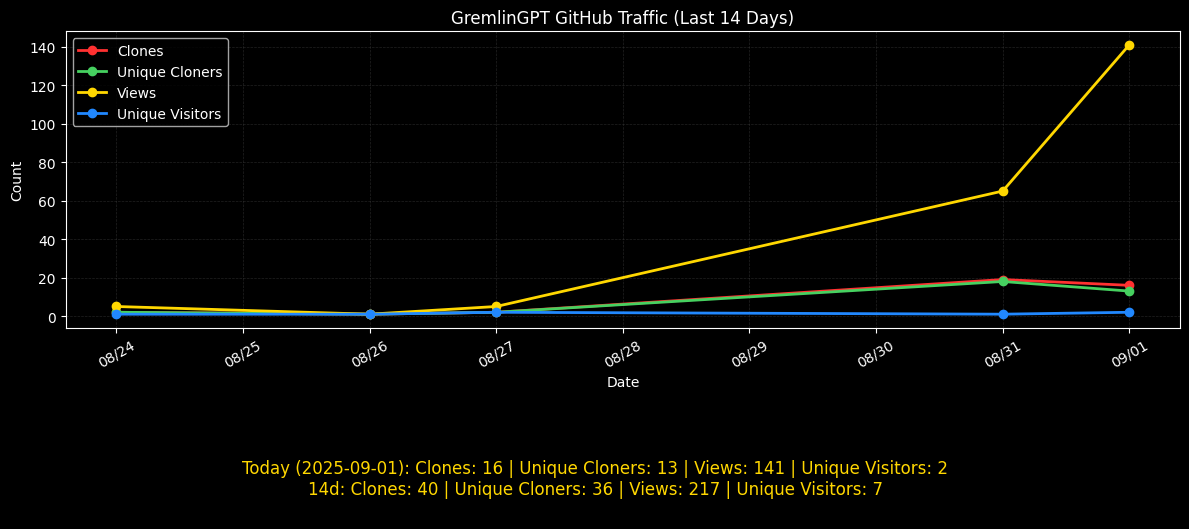 GremlinGPT GitHub Traffic (Last 14 Days)
Clones
Unique Cloners
Views
Unique Visitors
Count
140
120
100
80
60
40
20
0
08/24
08/25
08/26
08/27
08/28
08/29
08/30
08/31
09/01
Date
Today (2025-09-01): Clones: 16 | Unique Cloners: 13 | Views: 141 | Unique Visitors: 2
14d: Clones: 40 | Unique Cloners: 36 | Views: 217 | Unique Visitors: 7